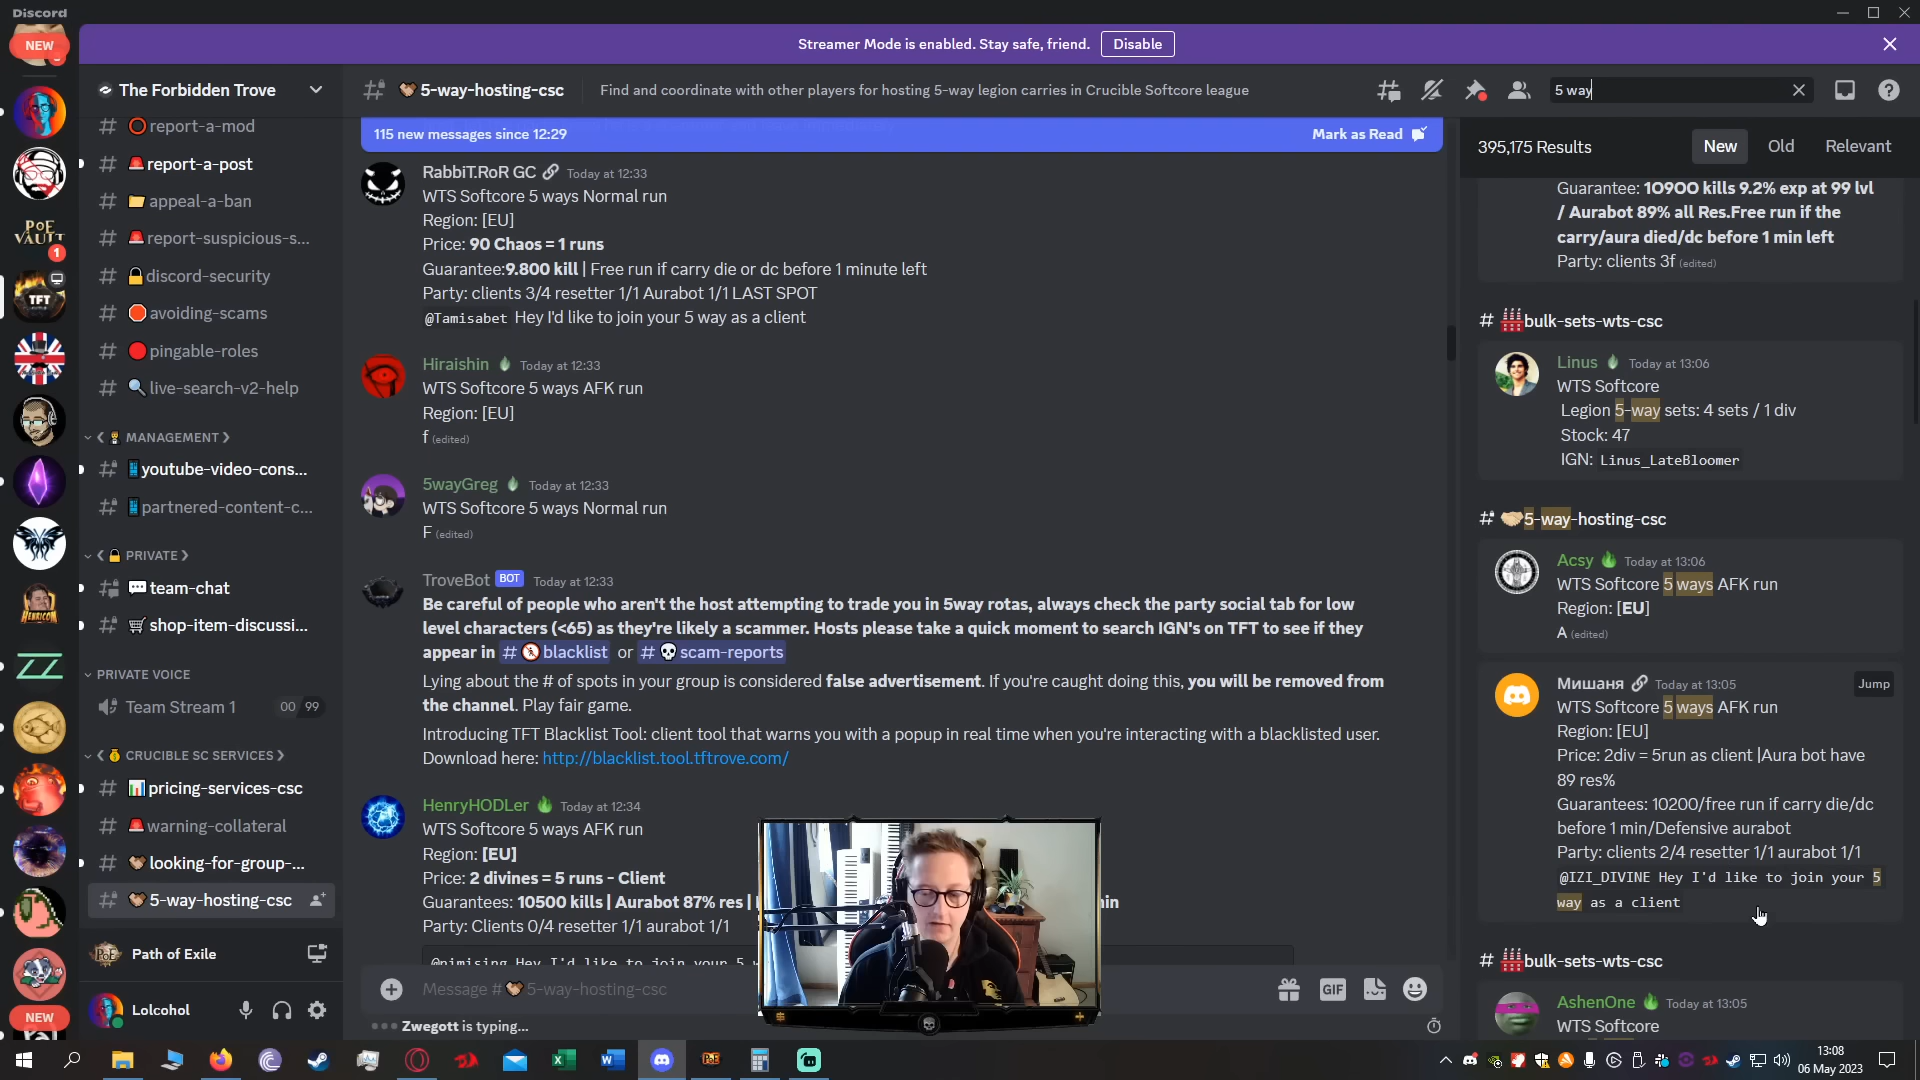 Discord
Streamer Mode is enabled. Stay safe, friend.
Disable
NEW
POE
VAULT
1
TFT
HENRICOM
NEW
The Forbidden Trove
report-a-mod
report-a-post
appeal-a-ban
report-suspicious-s...
discord-security
avoiding-scams
pingable-roles
live-search-v2-help
MANAGEMENT
youtube-video-cons...
partnered-content-c...
PRIVATE
team-chat
shop-item-discussi...
PRIVATE VOICE
Team Stream 1
00 99
CRUCIBLE SC SERVICES
pricing-services-csc
warning-collateral
looking-for-group-...
5-way-hosting-csc
Path of Exile
Lolcohol
5-way-hosting-csc
Find and coordinate with other players for hosting 5-way legion carries in Crucible Softcore league
115 new messages since 12:29
Mark as Read
RabbiT.RoR GC Today at 12:33
WTS Softcore 5 ways Normal run
Region: [EU]
Price: 90 Chaos = 1 runs
Guarantee:9.800 kill | Free run if carry die or dc before 1 minute left
Party: clients 3/4 resetter 1/1 Aurabot 1/1 LAST SPOT
@Tamisabet Hey I'd like to join your 5 way as a client
Hiraishin Today at 12:33
WTS Softcore 5 ways AFK run
Region: [EU]
f (edited)
5wayGreg Today at 12:33
WTS Softcore 5 ways Normal run
F (edited)
TroveBot BOT Today at 12:33
Be careful of people who aren't the host attempting to trade you in 5way rotas, always check the party social tab for low
level characters (<65) as they're likely a scammer. Hosts please take a quick moment to search IGN's on TFT to see if they
appear in # blacklist or # scam-reports
Lying about the # of spots in your group is considered false advertisement. If you're caught doing this, you will be removed from
the channel. Play fair game.
Introducing TFT Blacklist Tool: client tool that warns you with a popup in real time when you're interacting with a blacklisted user.
Download here: http://blacklist.tool.tftrove.com/
HenryHODLer Today at 12:34
WTS Softcore 5 ways AFK run
Region: [EU]
Price: 2 divines = 5 runs - Client
Guarantees: 10500 kills | Aurabot 87% res |
Party: Clients 0/4 resetter 1/1 aurabot 1/1
@nimising Hey I'd like to join your 5
Message # 5-way-hosting-csc
GIF
Zwegott is typing...
5 way
395,175 Results
New
Old
Relevant
Guarantee: 10900 kills 9.2% exp at 99 lvl
/ Aurabot 89% all Res.Free run if the
carry/aura died/dc before 1 min left
Party: clients 3f (edited)
# bulk-sets-wts-csc
Linus Today at 13:06
WTS Softcore
Legion 5-way sets: 4 sets / 1 div
Stock: 47
IGN: Linus_LateBloomer
5-way-hosting-csc
Acsy Today at 13:06
WTS Softcore 5 ways AFK run
Region: [EU]
A (edited)
Мишаня Today at 13:05
Jump
WTS Softcore 5 ways AFK run
Region: [EU]
Price: 2div = 5run as client |Aura bot have
89 res%
Guarantees: 10200/free run if carry die/dc
before 1 min/Defensive aurabot
Party: clients 2/4 resetter 1/1 aurabot 1/1
@IZI_DIVINE Hey I'd like to join your 5
way as a client
# bulk-sets-wts-csc
AshenOne Today at 13:05
WTS Softcore
13:08
06 May 2023